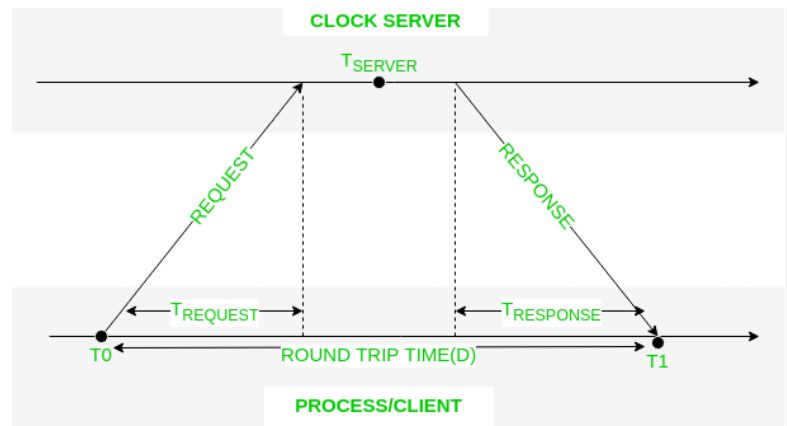 CLOCK SERVER
TSERVER
REQUEST
RESPONSE
TREQUEST
TRESPONSE
T0
ROUND TRIP TIME(D)
T1
PROCESS/CLIENT